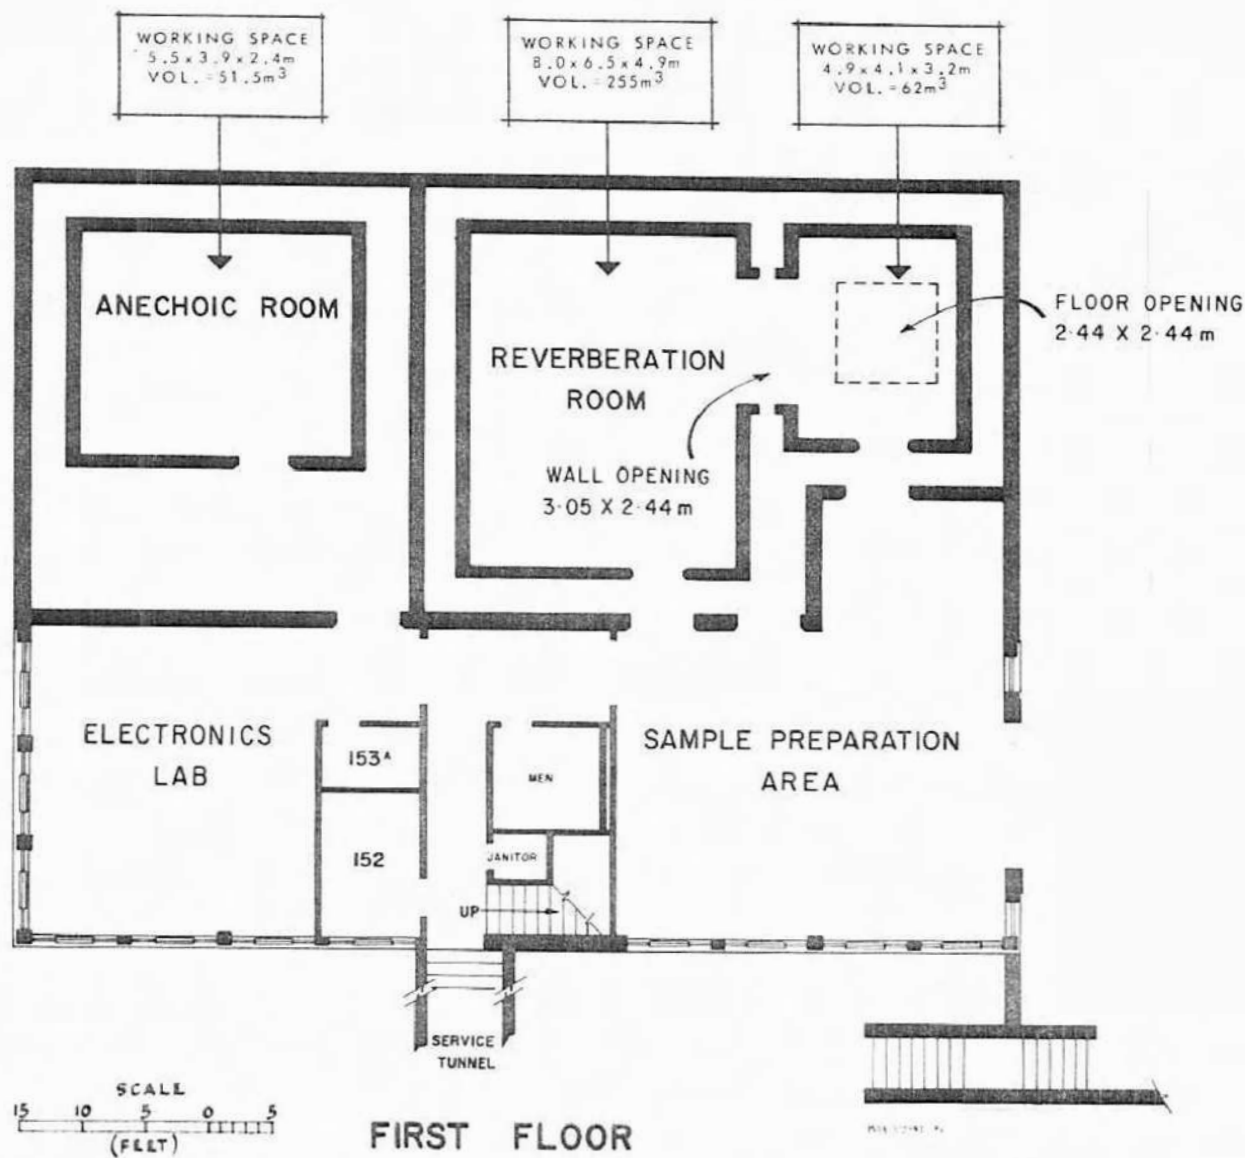 WORKING SPACE
5.5 x 3.9 x 2.4m
VOL. = 51.5m³
WORKING SPACE
8.0 x 6.5 x 4.9m
VOL. = 255m³
WORKING SPACE
4.9 x 4.1 x 3.2m
VOL. = 62m³
ANECHOIC ROOM
FLOOR OPENING
2·44 X 2·44 m
REVERBERATION
ROOM
WALL OPENING
3·05 X 2·44 m
ELECTRONICS
LAB
153ᴬ
MEN
SAMPLE PREPARATION
AREA
152
JANITOR
UP
SERVICE
TUNNEL
SCALE
15 10 5 0 5
(FEET)
FIRST FLOOR